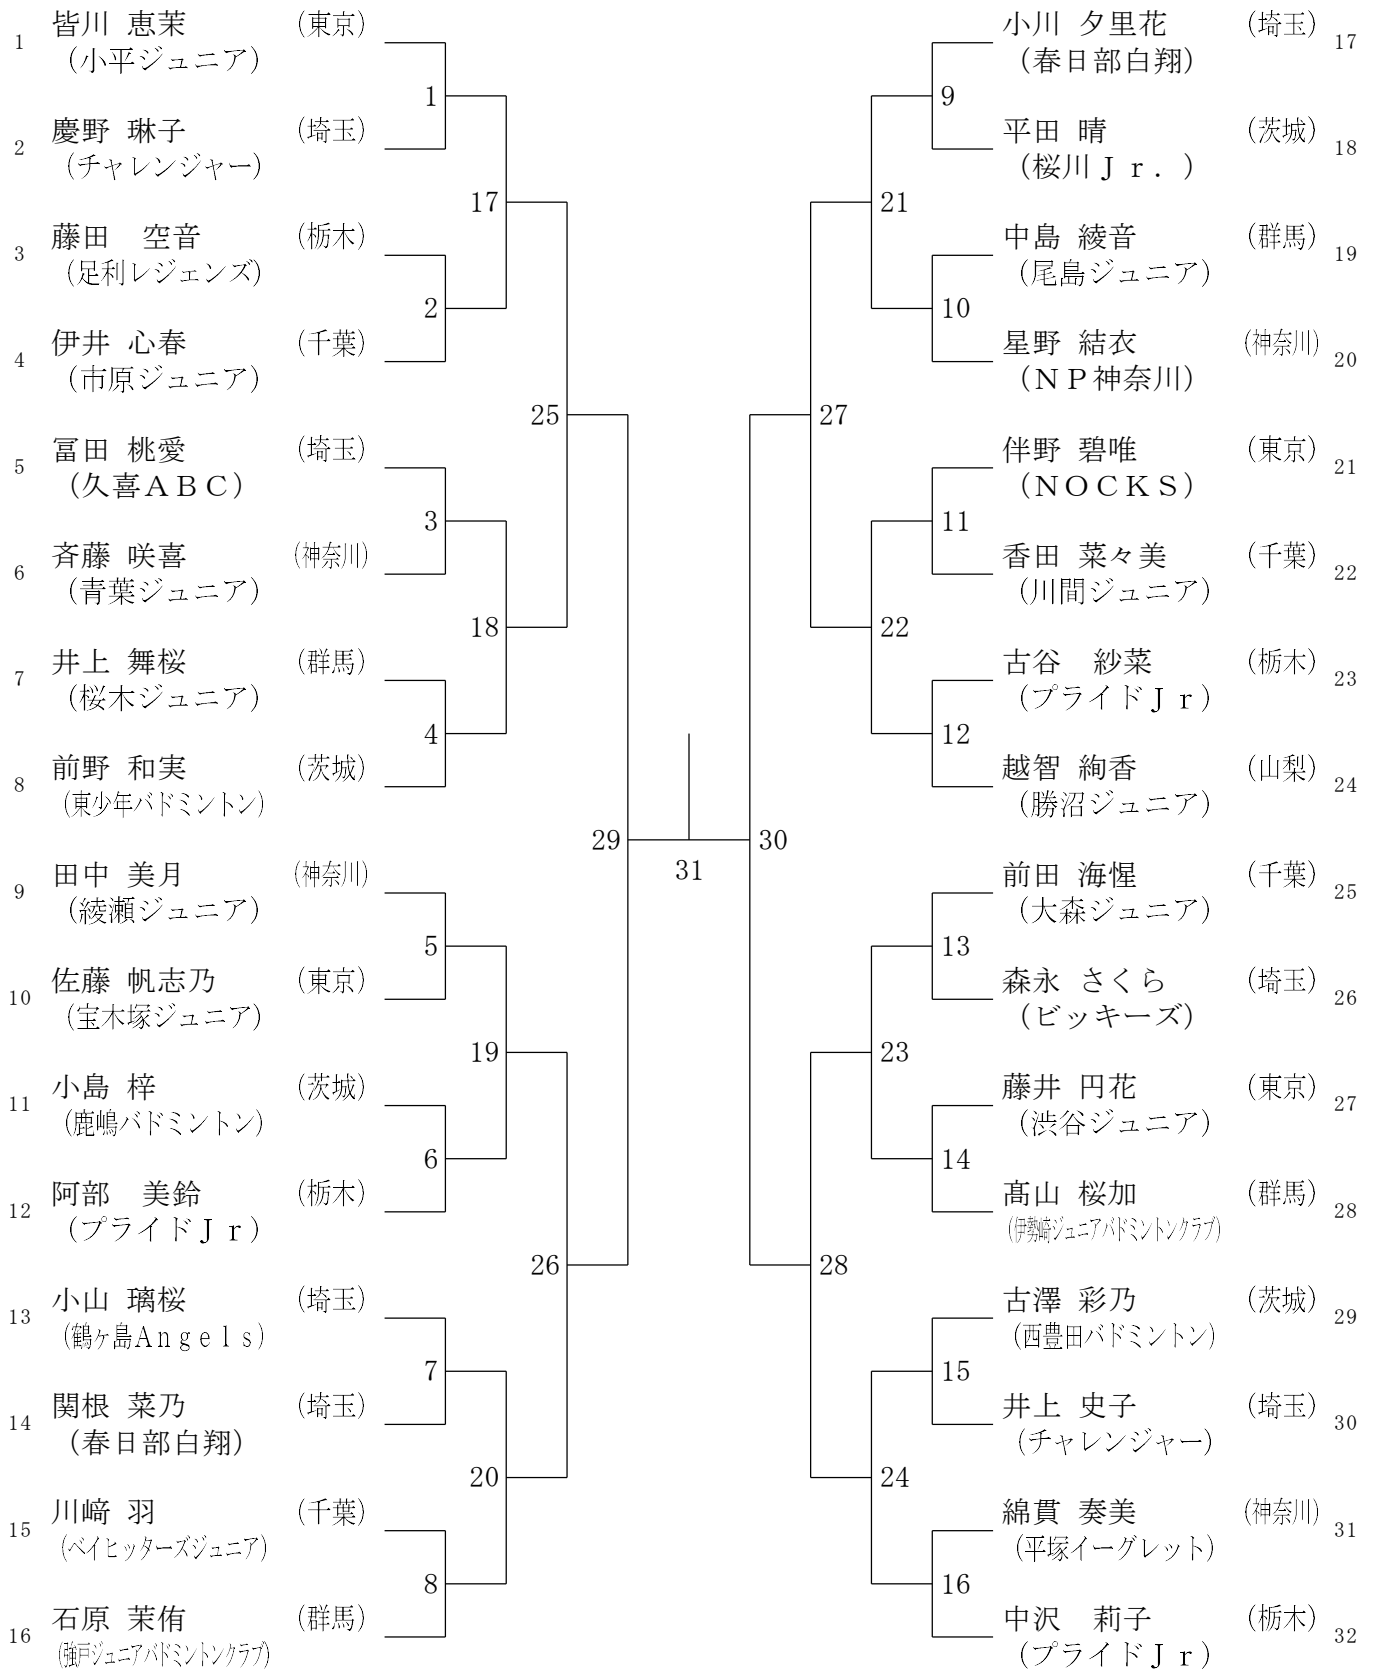 1 皆川 恵茉 (東京)
(小平ジュニア)
2 慶野 琳子 (埼玉)
(チャレンジャー)
3 藤田 空音 (栃木)
(足利レジェンズ)
4 伊井 心春 (千葉)
(市原ジュニア)
5 冨田 桃愛 (埼玉)
(久喜ABC)
6 斉藤 咲喜 (神奈川)
(青葉ジュニア)
7 井上 舞桜 (群馬)
(桜木ジュニア)
8 前野 和実 (茨城)
(東少年バドミントン)
9 田中 美月 (神奈川)
(綾瀬ジュニア)
10 佐藤 帆志乃 (東京)
(宝木塚ジュニア)
11 小島 梓 (茨城)
(鹿嶋バドミントン)
12 阿部 美鈴 (栃木)
(プライドJr)
13 小山 璃桜 (埼玉)
(鶴ヶ島Angels)
14 関根 菜乃 (埼玉)
(春日部白翔)
15 川﨑 羽 (千葉)
(ベイヒッターズジュニア)
16 石原 茉侑 (群馬)
(強戸ジュニアバドミントンクラブ)
1
2
3
4
5
6
7
8
17
18
19
20
25
26
29
31
30
27
28
21
22
23
24
9
10
11
12
13
14
15
16
小川 夕里花 (埼玉) 17
(春日部白翔)
平田 晴 (茨城) 18
(桜川Jr.)
中島 綾音 (群馬) 19
(尾島ジュニア)
星野 結衣 (神奈川) 20
(NP神奈川)
伴野 碧唯 (東京) 21
(NOCKS)
香田 菜々美 (千葉) 22
(川間ジュニア)
古谷 紗菜 (栃木) 23
(プライドJr)
越智 絢香 (山梨) 24
(勝沼ジュニア)
前田 海惺 (千葉) 25
(大森ジュニア)
森永 さくら (埼玉) 26
(ビッキーズ)
藤井 円花 (東京) 27
(渋谷ジュニア)
髙山 桜加 (群馬) 28
(伊勢崎ジュニアバドミントンクラブ)
古澤 彩乃 (茨城) 29
(西豊田バドミントン)
井上 史子 (埼玉) 30
(チャレンジャー)
綿貫 奏美 (神奈川) 31
(平塚イーグレット)
中沢 莉子 (栃木) 32
(プライドJr)